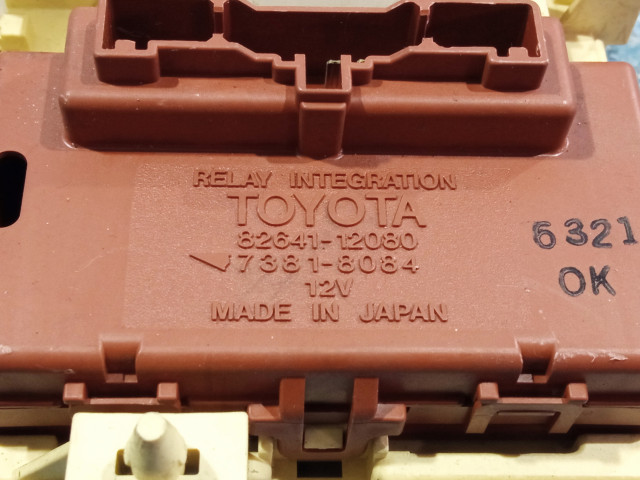 RELAY INTEGRATION
TOYOTA
82641-12080
7381-8084
12V
MADE IN JAPAN
6321
OK